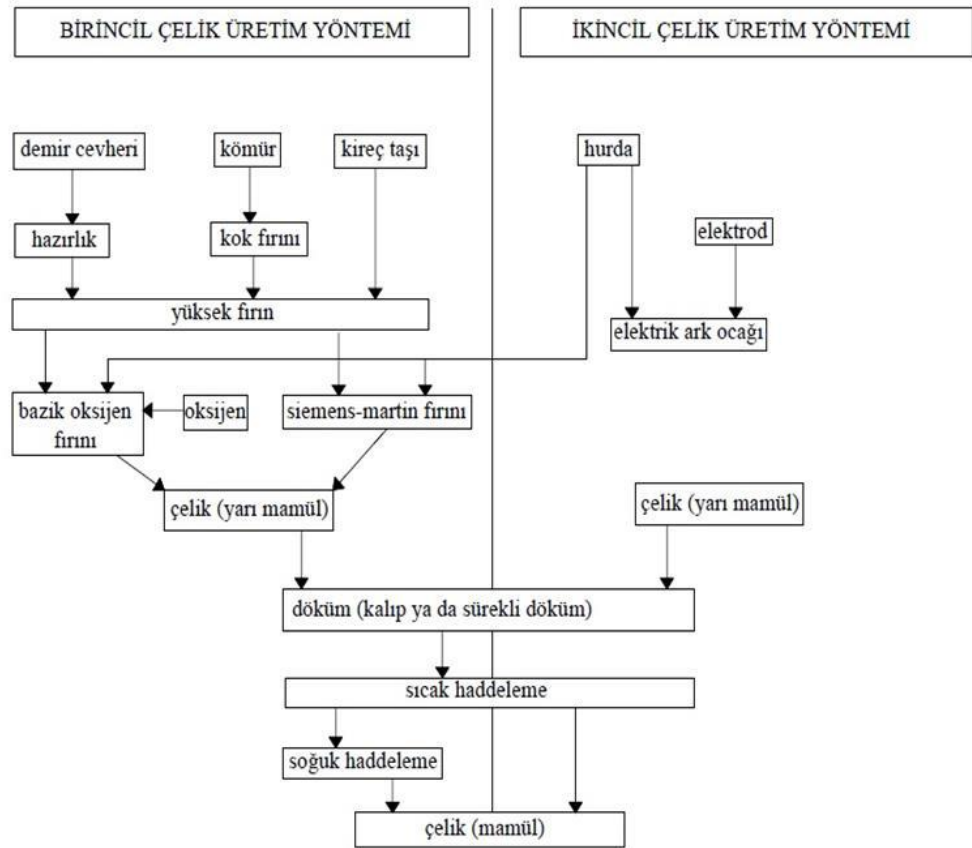 BİRİNCİL ÇELİK ÜRETİM YÖNTEMİ
İKİNCİL ÇELİK ÜRETİM YÖNTEMİ
demir cevheri
kömür
kireç taşı
hurda
hazırlık
kok fırını
elektrod
yüksek fırın
elektrik ark ocağı
bazik oksijen
fırını
oksijen
siemens-martin fırını
çelik (yarı mamül)
çelik (yarı mamül)
döküm (kalıp ya da sürekli döküm)
sıcak haddeleme
soğuk haddeleme
çelik (mamül)